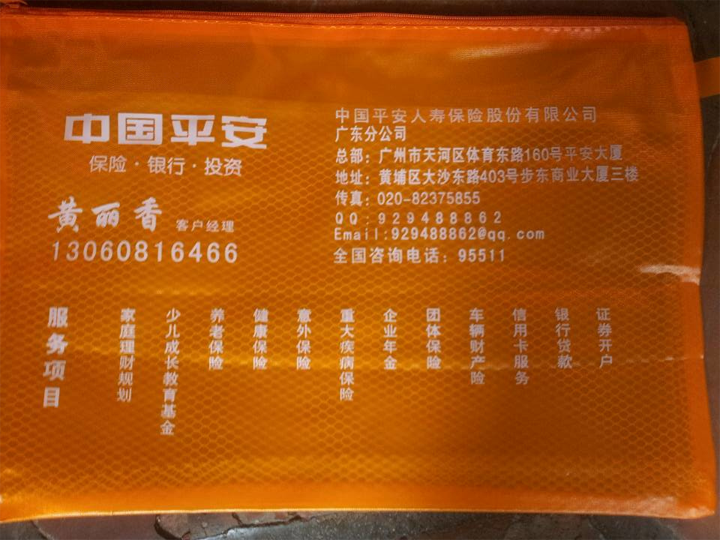 中国平安
保险·银行·投资
黄丽香 客户经理
13060816466
中国平安人寿保险股份有限公司
广东分公司
总部：广州市天河区体育东路160号平安大厦
地址：黄埔区大沙东路403号步东商业大厦三楼
传真：020-82375855
QQ：929488862
Email:929488862@qq.com
全国咨询电话：95511
服务项目
家庭理财规划
少儿成长教育基金
养老保险
健康保险
意外保险
重大疾病保险
企业年金
团体保险
车辆财产险
信用卡服务
银行贷款
证券开户